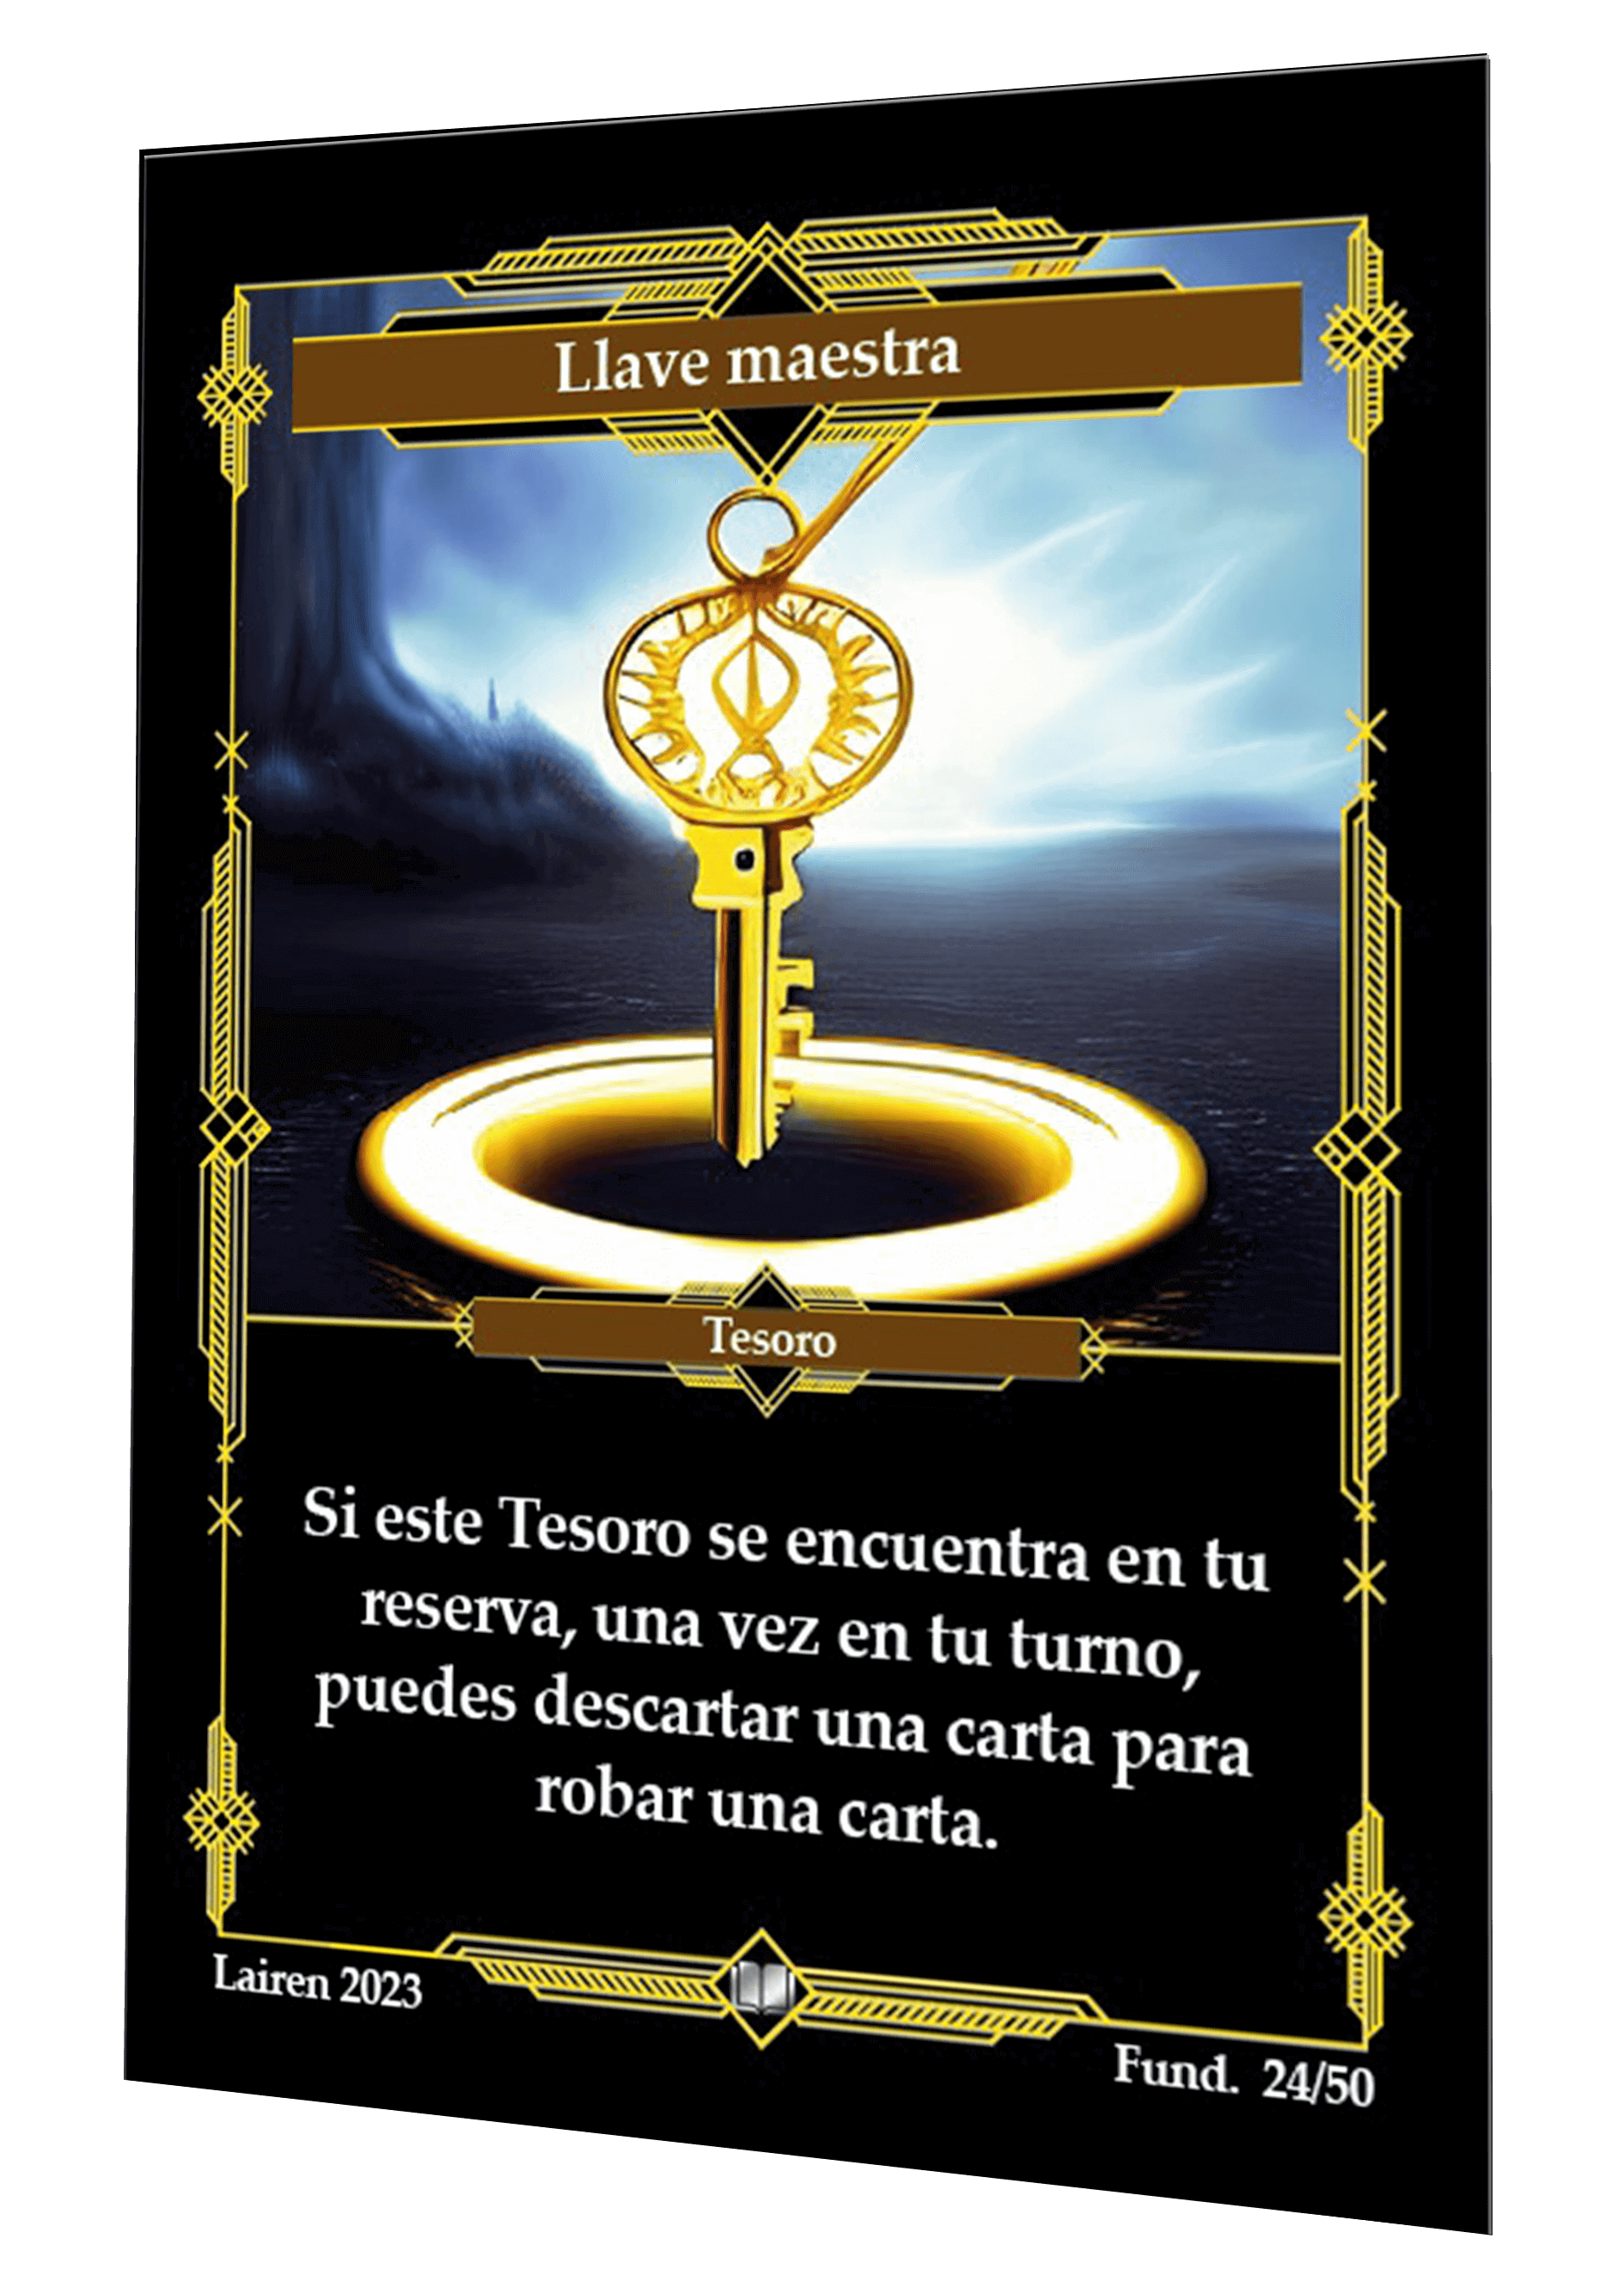 Llave maestra
Tesoro
Si este Tesoro se encuentra en tu
reserva, una vez en tu turno,
puedes descartar una carta para
robar una carta.
Lairen 2023
Fund. 24/50